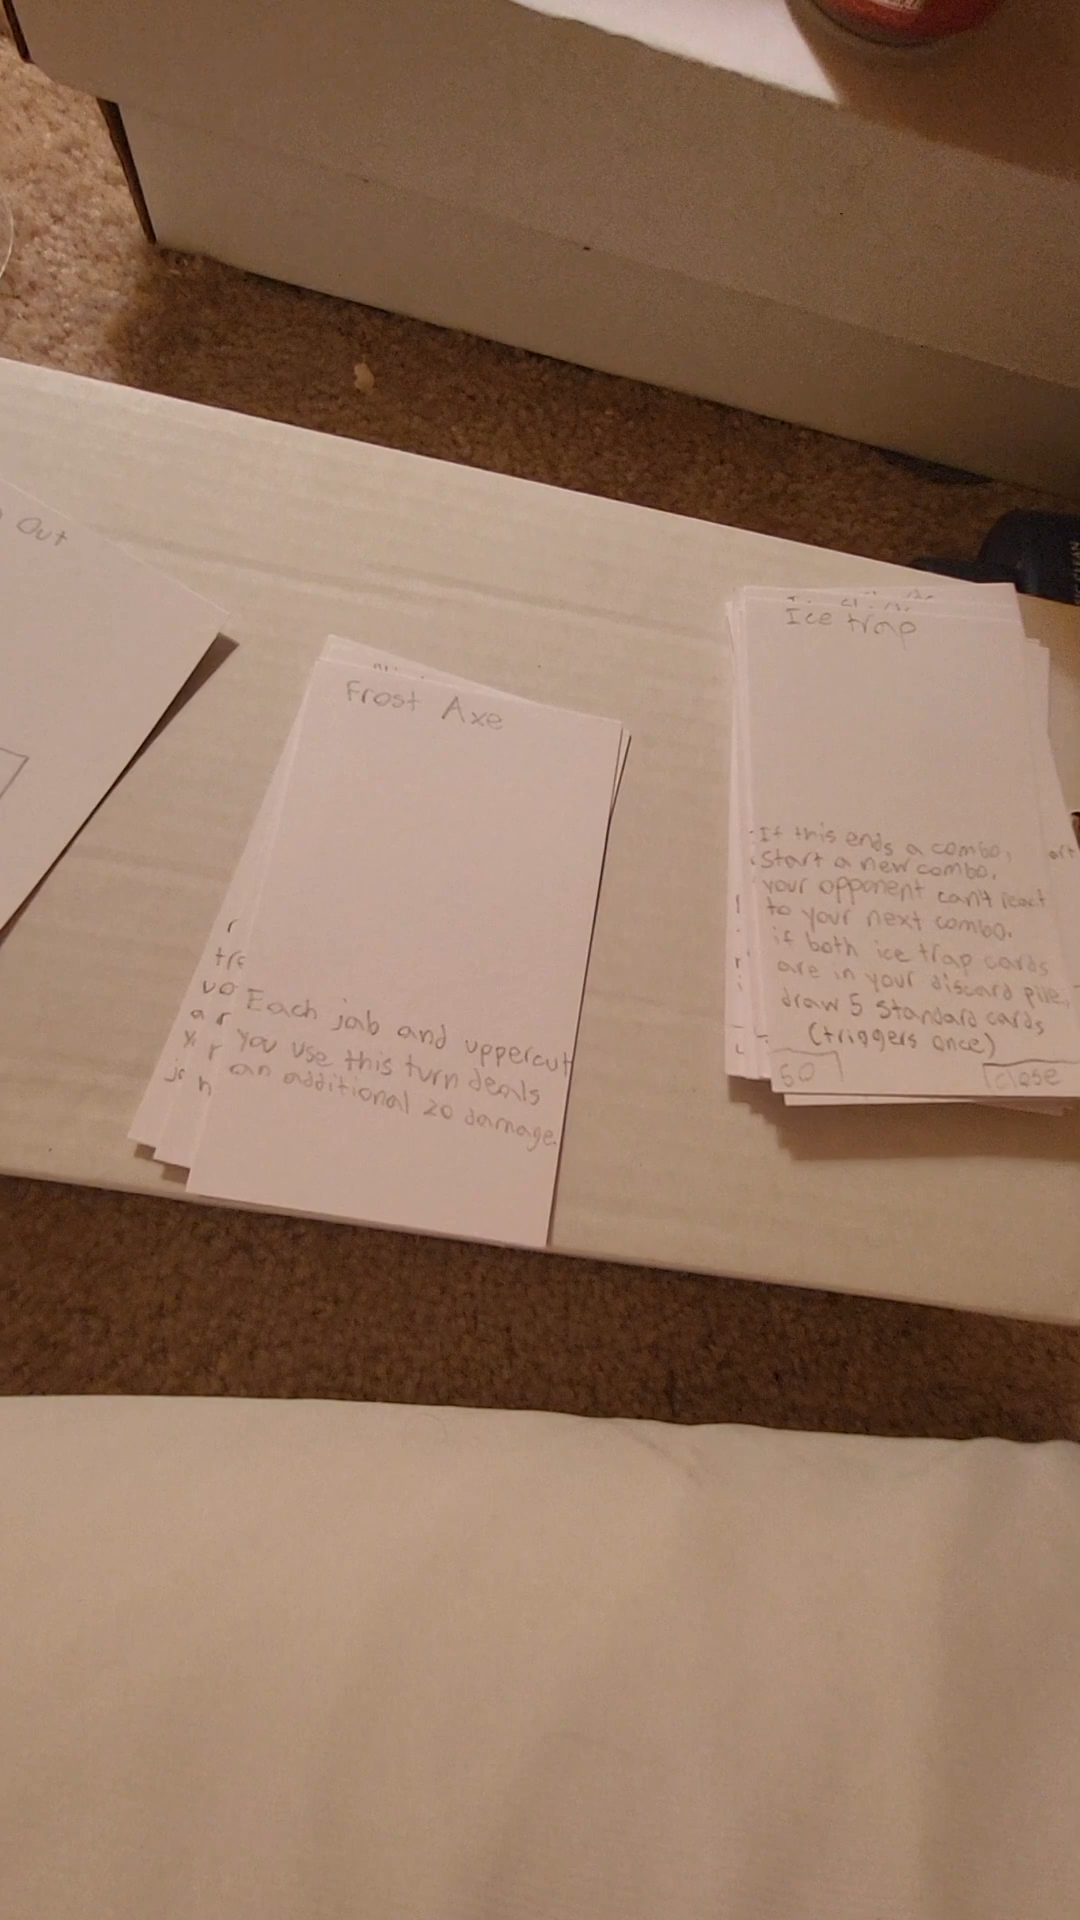 Out
Frost Axe
Each jab and uppercut
you use this turn deals
an additional 20 damage.
Ice trap
If this ends a combo,
Start a new combo,
your opponent can't react
to your next combo.
if both ice trap cards
are in your discard pile,
draw 5 Standard cards
(triggers once)
60
close